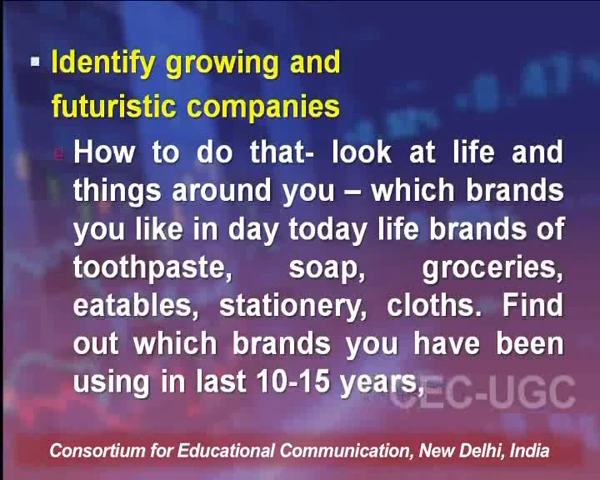 Identify growing and
futuristic companies
How to do that- look at life and
things around you – which brands
you like in day today life brands of
toothpaste, soap, groceries,
eatables, stationery, cloths. Find
out which brands you have been
using in last 10-15 years,
CEC-UGC
Consortium for Educational Communication, New Delhi, India